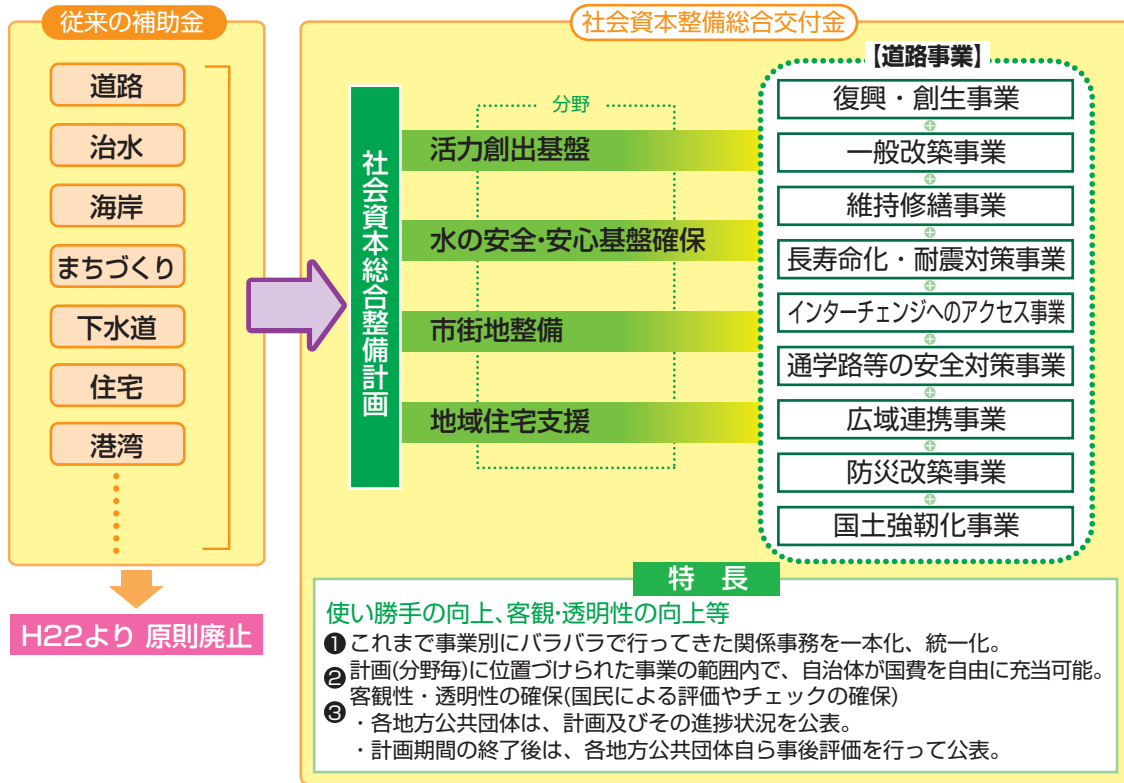 従来の補助金
道路
治水
海岸
まちづくり
下水道
住宅
港湾
H22より 原則廃止
社会資本整備総合交付金
社会資本総合整備計画
分野
活力創出基盤
水の安全・安心基盤確保
市街地整備
地域住宅支援
【道路事業】
復興・創生事業
+
一般改築事業
+
維持修繕事業
+
長寿命化・耐震対策事業
+
インターチェンジへのアクセス事業
+
通学路等の安全対策事業
+
広域連携事業
+
防災改築事業
+
国土強靭化事業
特 長
使い勝手の向上、客観・透明性の向上等
❶これまで事業別にバラバラで行ってきた関係事務を一本化、統一化。
❷計画(分野毎)に位置づけられた事業の範囲内で、自治体が国費を自由に充当可能。
❸客観性・透明性の確保(国民による評価やチェックの確保)
・各地方公共団体は、計画及びその進捗状況を公表。
・計画期間の終了後は、各地方公共団体自ら事後評価を行って公表。